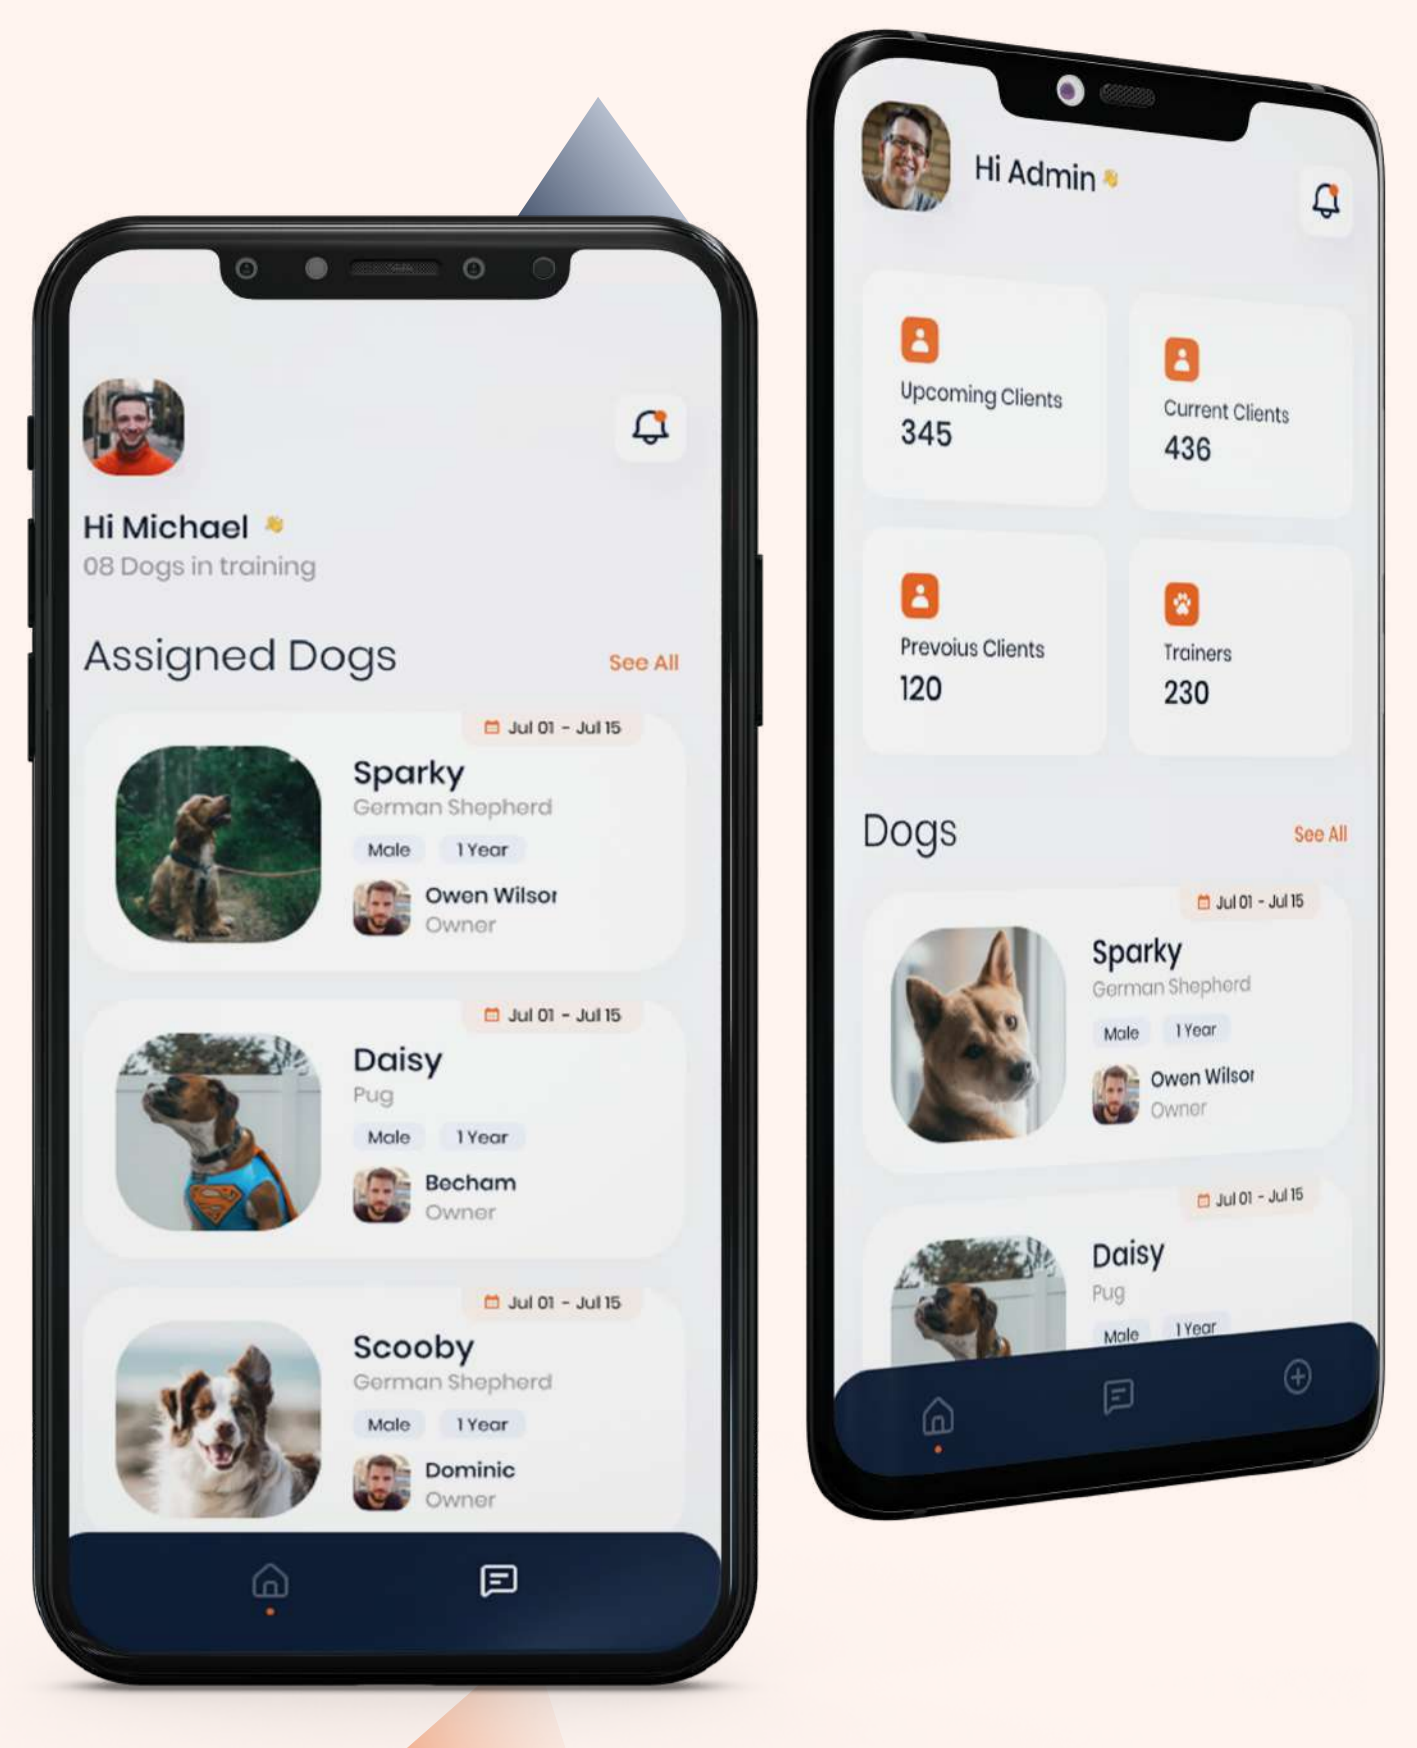 Hi Michael 👋
08 Dogs in training
Assigned Dogs
See All
Jul 01 - Jul 15
Sparky
German Shepherd
Male
1 Year
Owen Wilsor
Owner
Jul 01 - Jul 15
Daisy
Pug
Male
1 Year
Becham
Owner
Jul 01 - Jul 15
Scooby
German Shepherd
Male
1 Year
Dominic
Owner
Hi Admin 👋
Upcoming Clients
345
Current Clients
436
Prevoius Clients
120
Trainers
230
Dogs
See All
Jul 01 - Jul 15
Sparky
German Shepherd
Male
1 Year
Owen Wilsor
Owner
Jul 01 - Jul 15
Daisy
Pug
Male
1 Year